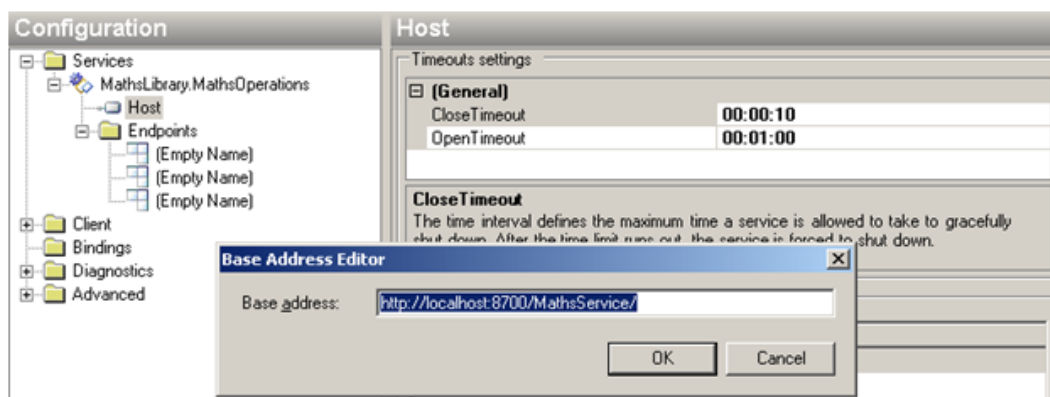 Configuration
Services
MathsLibrary.MathsOperations
Host
Endpoints
(Empty Name)
(Empty Name)
(Empty Name)
Client
Bindings
Diagnostics
Advanced
Host
Timeouts settings
(General)
CloseTimeout 00:00:10
OpenTimeout 00:01:00
CloseTimeout
The time interval defines the maximum time a service is allowed to take to gracefully
shut down. After the time limit runs out, the service is forced to shut down.
Base Address Editor
Base address: http://localhost:8700/MathsService/
OK Cancel